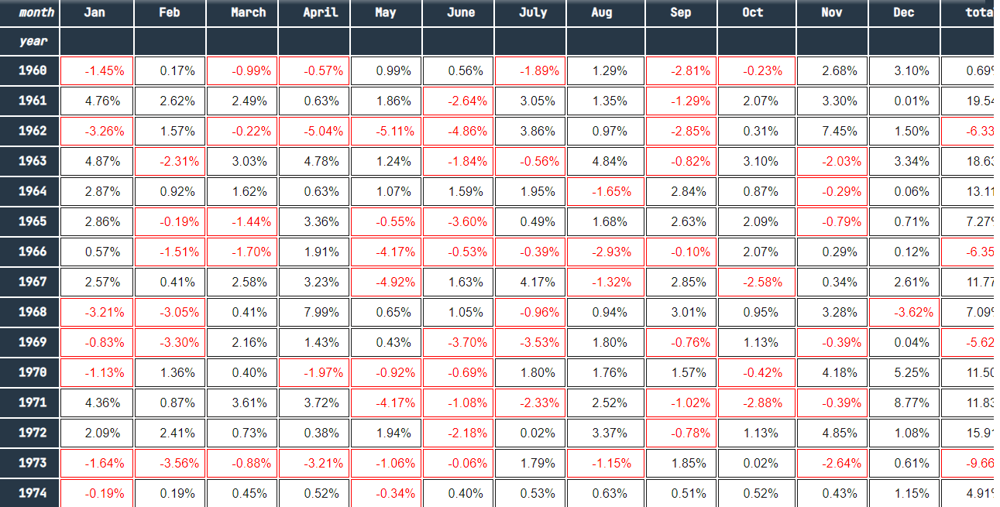 month Jan Feb March April May June July Aug Sep Oct Nov Dec tota
year
1960 -1.45% 0.17% -0.99% -0.57% 0.99% 0.56% -1.89% 1.29% -2.81% -0.23% 2.68% 3.10% 0.69%
1961 4.76% 2.62% 2.49% 0.63% 1.86% -2.64% 3.05% 1.35% -1.29% 2.07% 3.30% 0.01% 19.54
1962 -3.26% 1.57% -0.22% -5.04% -5.11% -4.86% 3.86% 0.97% -2.85% 0.31% 7.45% 1.50% -6.33
1963 4.87% -2.31% 3.03% 4.78% 1.24% -1.84% -0.56% 4.84% -0.82% 3.10% -2.03% 3.34% 18.63
1964 2.87% 0.92% 1.62% 0.63% 1.07% 1.59% 1.95% -1.65% 2.84% 0.87% -0.29% 0.06% 13.11
1965 2.86% -0.19% -1.44% 3.36% -0.55% -3.60% 0.49% 1.68% 2.63% 2.09% -0.79% 0.71% 7.27%
1966 0.57% -1.51% -1.70% 1.91% -4.17% -0.53% -0.39% -2.93% -0.10% 2.07% 0.29% 0.12% -6.35
1967 2.57% 0.41% 2.58% 3.23% -4.92% 1.63% 4.17% -1.32% 2.85% -2.58% 0.34% 2.61% 11.77
1968 -3.21% -3.05% 0.41% 7.99% 0.65% 1.05% -0.96% 0.94% 3.01% 0.95% 3.28% -3.62% 7.09%
1969 -0.83% -3.30% 2.16% 1.43% 0.43% -3.70% -3.53% 1.80% -0.76% 1.13% -0.39% 0.04% -5.62
1970 -1.13% 1.36% 0.40% -1.97% -0.92% -0.69% 1.80% 1.76% 1.57% -0.42% 4.18% 5.25% 11.50
1971 4.36% 0.87% 3.61% 3.72% -4.17% -1.08% -2.33% 2.52% -1.02% -2.88% -0.39% 8.77% 11.83
1972 2.09% 2.41% 0.73% 0.38% 1.94% -2.18% 0.02% 3.37% -0.78% 1.13% 4.85% 1.08% 15.91
1973 -1.64% -3.56% -0.88% -3.21% -1.06% -0.06% 1.79% -1.15% 1.85% 0.02% -2.64% 0.61% -9.66
1974 -0.19% 0.19% 0.45% 0.52% -0.34% 0.40% 0.53% 0.63% 0.51% 0.52% 0.43% 1.15% 4.91%